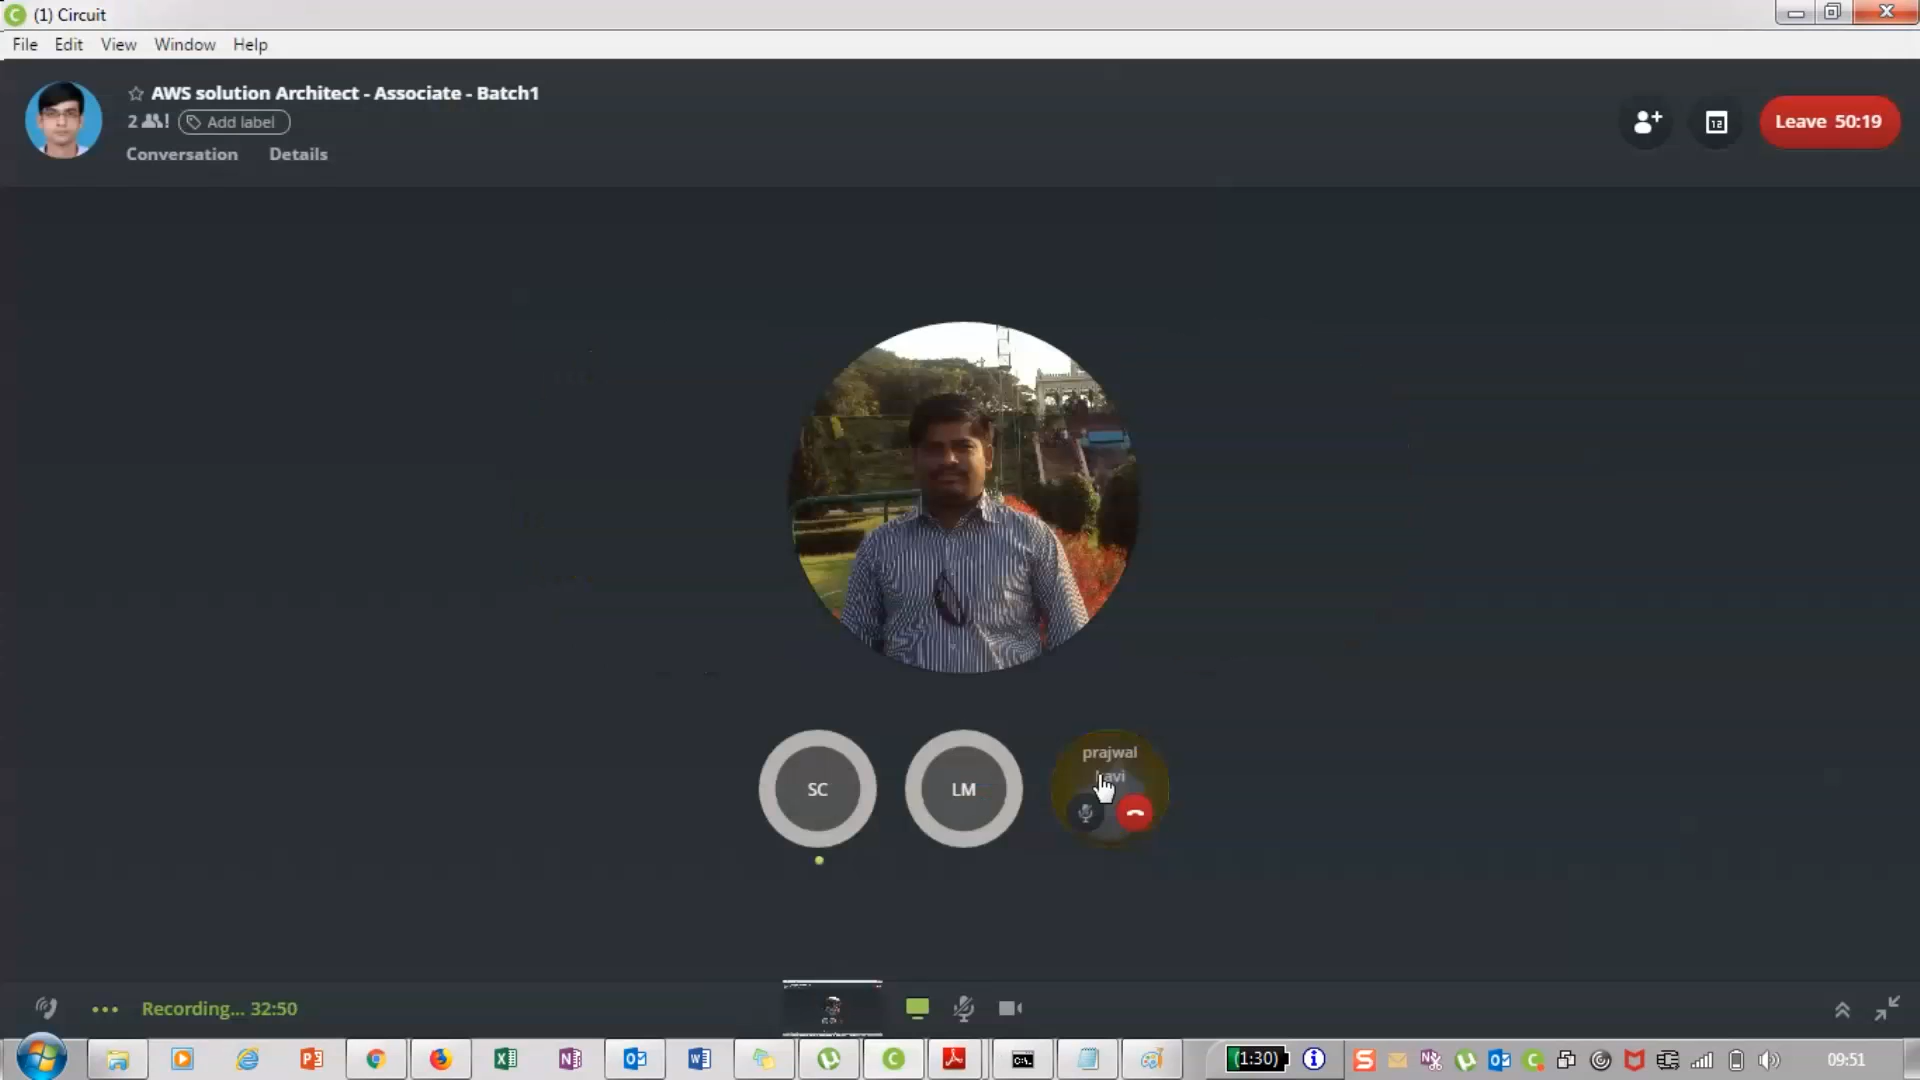 (1) Circuit
File Edit View Window Help
AWS solution Architect - Associate - Batch1
2 !
Add label
Conversation Details
12
Leave 50:19
prajwal
SC
LM
Recording... 32:50
(1:30)
09:51